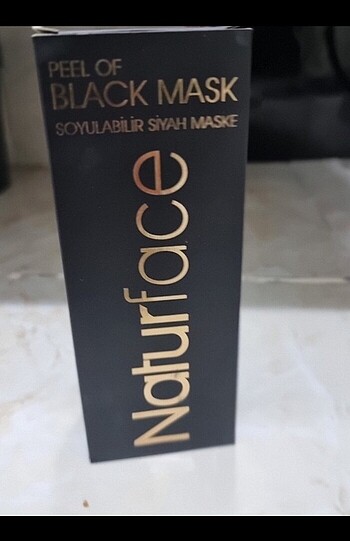 PEEL OF
BLACK MASK
SOYULABİLİR SİYAH MASKE
Naturface